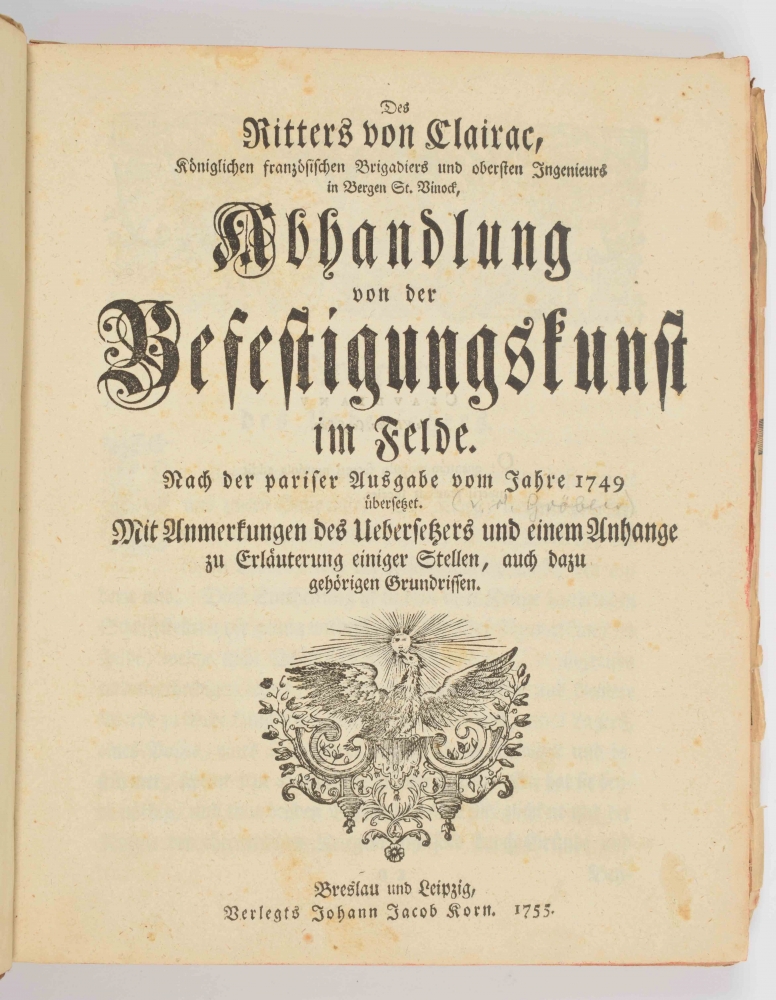 Des
Ritters von Clairac,
Königlichen französischen Brigadiers und obersten Ingenieurs
in Bergen St. Vinock,
Abhandlung
von der
Befestigungskunst
im Felde.
Nach der pariser Ausgabe vom Jahre 1749
übersetzet. (v. d. Gröben)
Mit Anmerkungen des Uebersetzers und einem Anhange
zu Erläuterung einiger Stellen, auch dazu
gehörigen Grundrissen.
Breslau und Leipzig,
Verlegts Johann Jacob Korn. 1755.